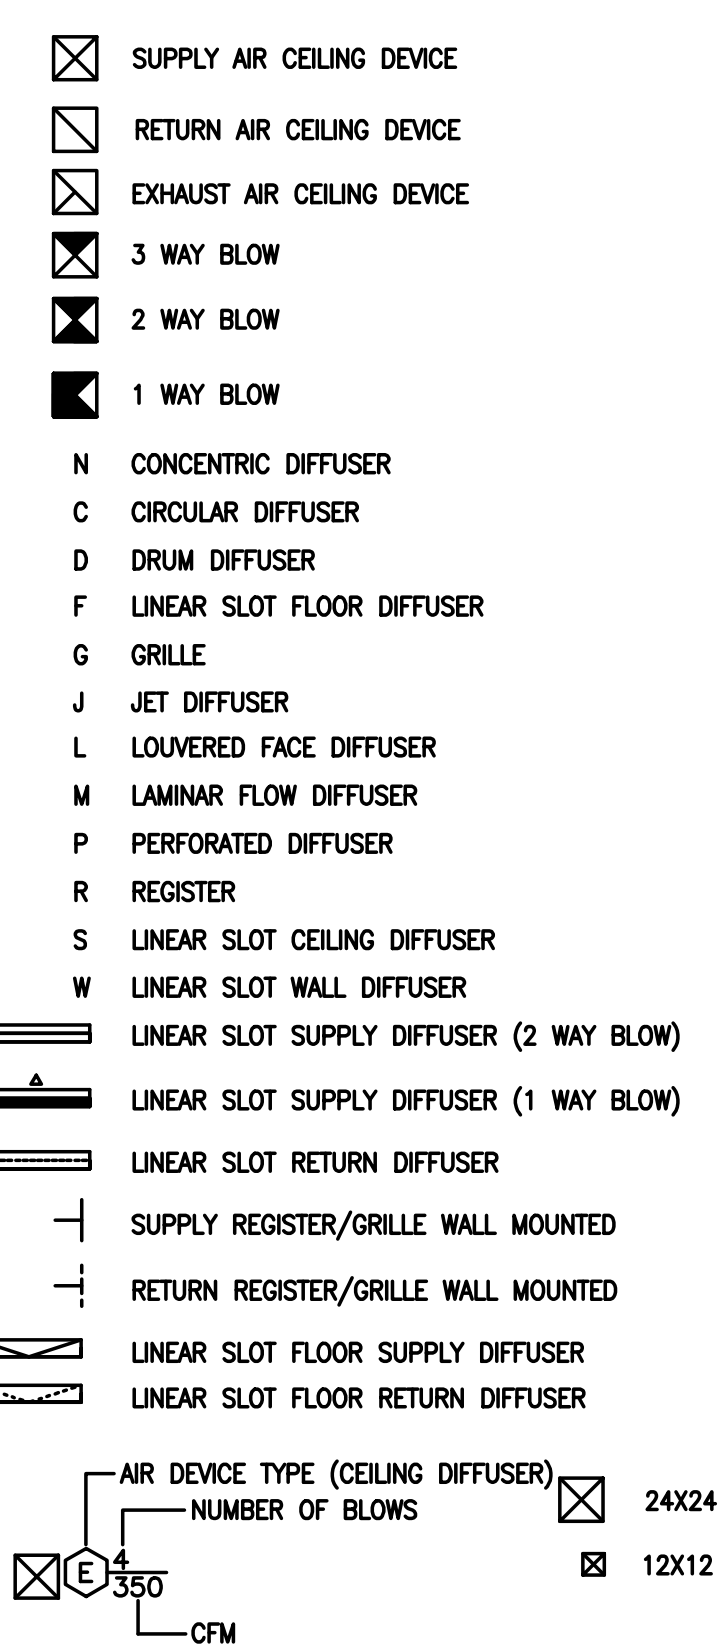 SUPPLY AIR CEILING DEVICE
RETURN AIR CEILING DEVICE
EXHAUST AIR CEILING DEVICE
3 WAY BLOW
2 WAY BLOW
1 WAY BLOW
N CONCENTRIC DIFFUSER
C CIRCULAR DIFFUSER
D DRUM DIFFUSER
F LINEAR SLOT FLOOR DIFFUSER
G GRILLE
J JET DIFFUSER
L LOUVERED FACE DIFFUSER
M LAMINAR FLOW DIFFUSER
P PERFORATED DIFFUSER
R REGISTER
S LINEAR SLOT CEILING DIFFUSER
W LINEAR SLOT WALL DIFFUSER
LINEAR SLOT SUPPLY DIFFUSER (2 WAY BLOW)
LINEAR SLOT SUPPLY DIFFUSER (1 WAY BLOW)
LINEAR SLOT RETURN DIFFUSER
SUPPLY REGISTER/GRILLE WALL MOUNTED
RETURN REGISTER/GRILLE WALL MOUNTED
LINEAR SLOT FLOOR SUPPLY DIFFUSER
LINEAR SLOT FLOOR RETURN DIFFUSER
AIR DEVICE TYPE (CEILING DIFFUSER)
24X24
NUMBER OF BLOWS
12X12
E 4
350
CFM